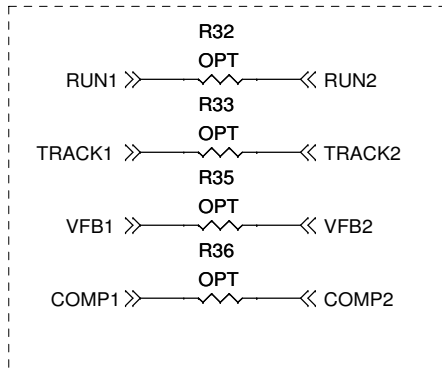 R32
OPT
RUN1 RUN2
R33
OPT
TRACK1 TRACK2
R35
OPT
VFB1 VFB2
R36
OPT
COMP1 COMP2